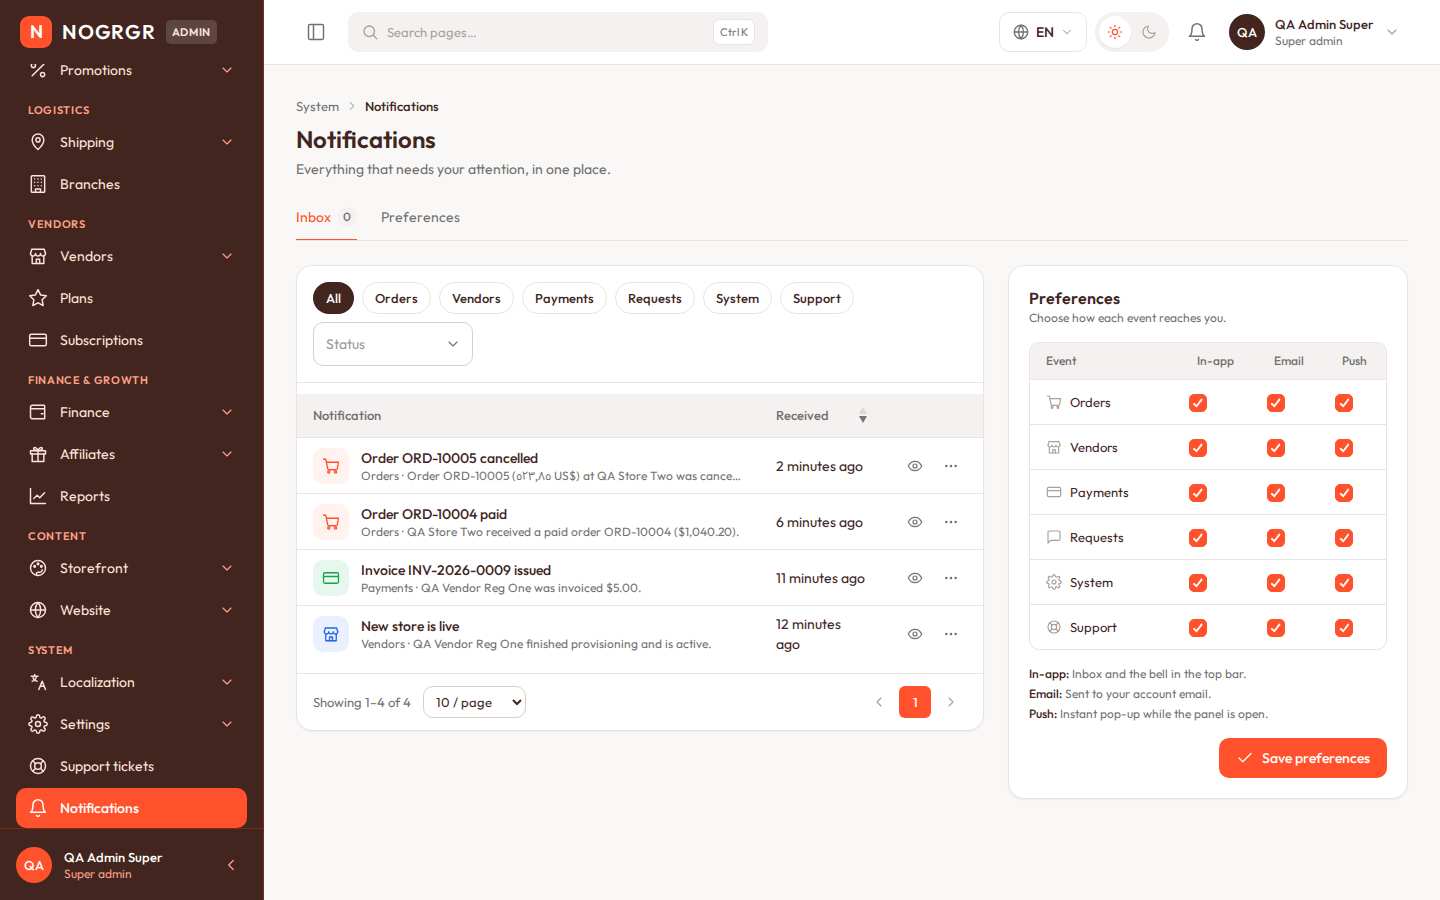 N NOGRGR ADMIN
Promotions
LOGISTICS
Shipping
Branches
VENDORS
Vendors
Plans
Subscriptions
FINANCE & GROWTH
Finance
Affiliates
Reports
CONTENT
Storefront
Website
SYSTEM
Localization
Settings
Support tickets
Notifications
QA QA Admin Super
Super admin
Search pages... Ctrl K
EN
QA QA Admin Super
Super admin
System > Notifications
Notifications
Everything that needs your attention, in one place.
Inbox 0 Preferences
All Orders Vendors Payments Requests System Support
Status
Notification Received
Order ORD-10005 cancelled
Orders · Order ORD-10005 (٥٢٣,٨٥ US$) at QA Store Two was cance...
2 minutes ago
Order ORD-10004 paid
Orders · QA Store Two received a paid order ORD-10004 ($1,040.20).
6 minutes ago
Invoice INV-2026-0009 issued
Payments · QA Vendor Reg One was invoiced $5.00.
11 minutes ago
New store is live
Vendors · QA Vendor Reg One finished provisioning and is active.
12 minutes
ago
Showing 1–4 of 4 10 / page 1
Preferences
Choose how each event reaches you.
Event In-app Email Push
Orders
Vendors
Payments
Requests
System
Support
In-app: Inbox and the bell in the top bar.
Email: Sent to your account email.
Push: Instant pop-up while the panel is open.
Save preferences